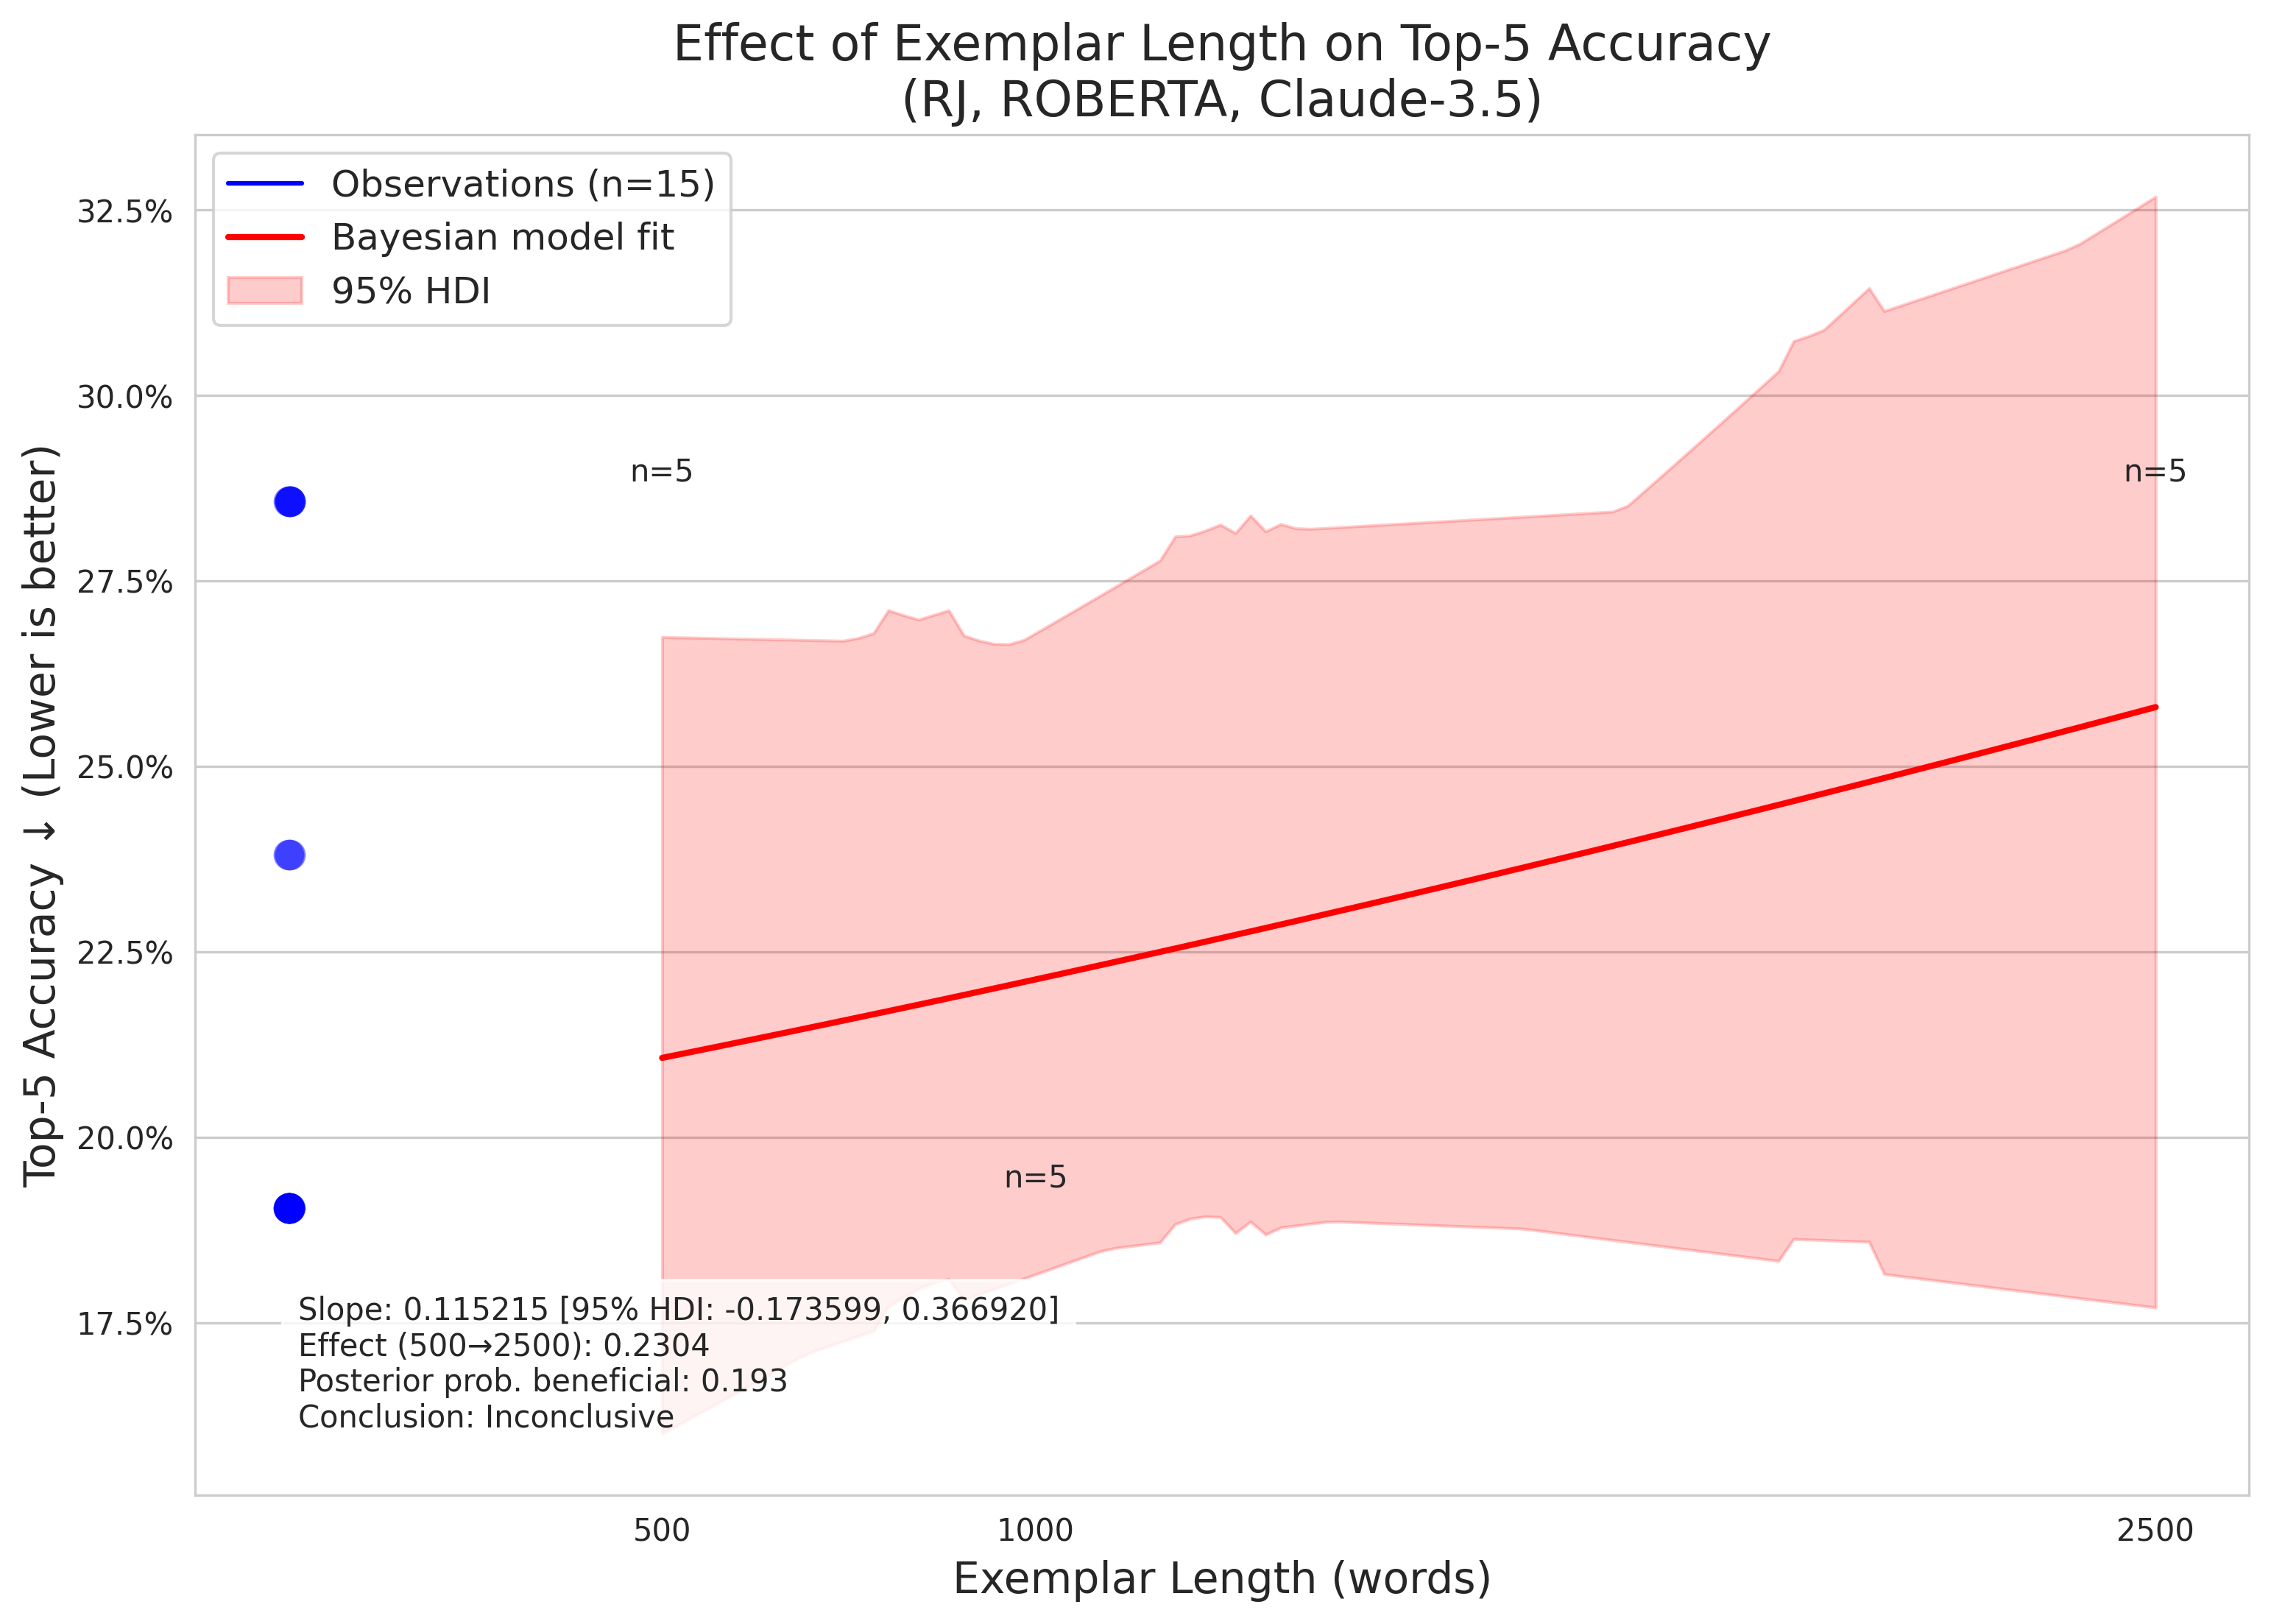 Effect of Exemplar Length on Top-5 Accuracy
(RJ, ROBERTA, Claude-3.5)
Observations (n=15)
Bayesian model fit
95% HDI
Top-5 Accuracy ↓ (Lower is better)
32.5%
30.0%
27.5%
25.0%
22.5%
20.0%
17.5%
n=5
n=5
n=5
Slope: 0.115215 [95% HDI: -0.173599, 0.366920]
Effect (500→2500): 0.2304
Posterior prob. beneficial: 0.193
Conclusion: Inconclusive
500
1000
2500
Exemplar Length (words)